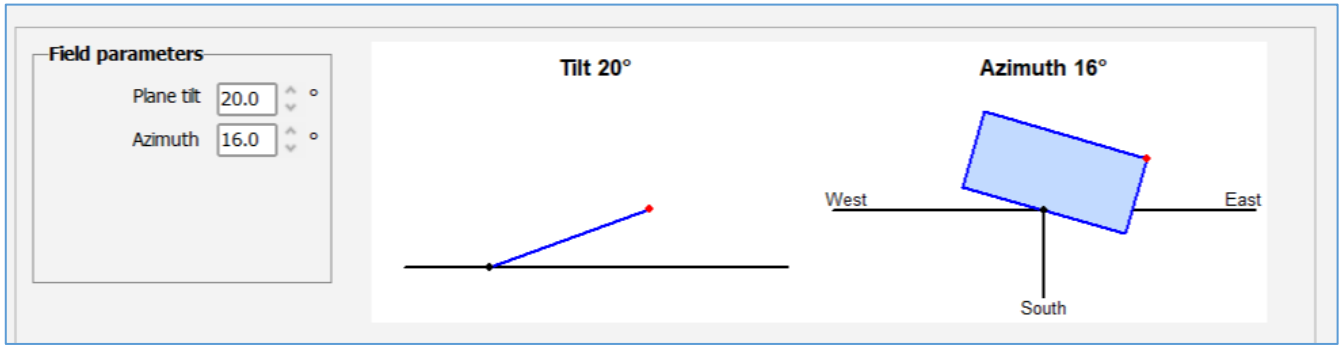 Field parameters
Plane tilt 20.0 °
Azimuth 16.0 °
Tilt 20°
Azimuth 16°
West
East
South